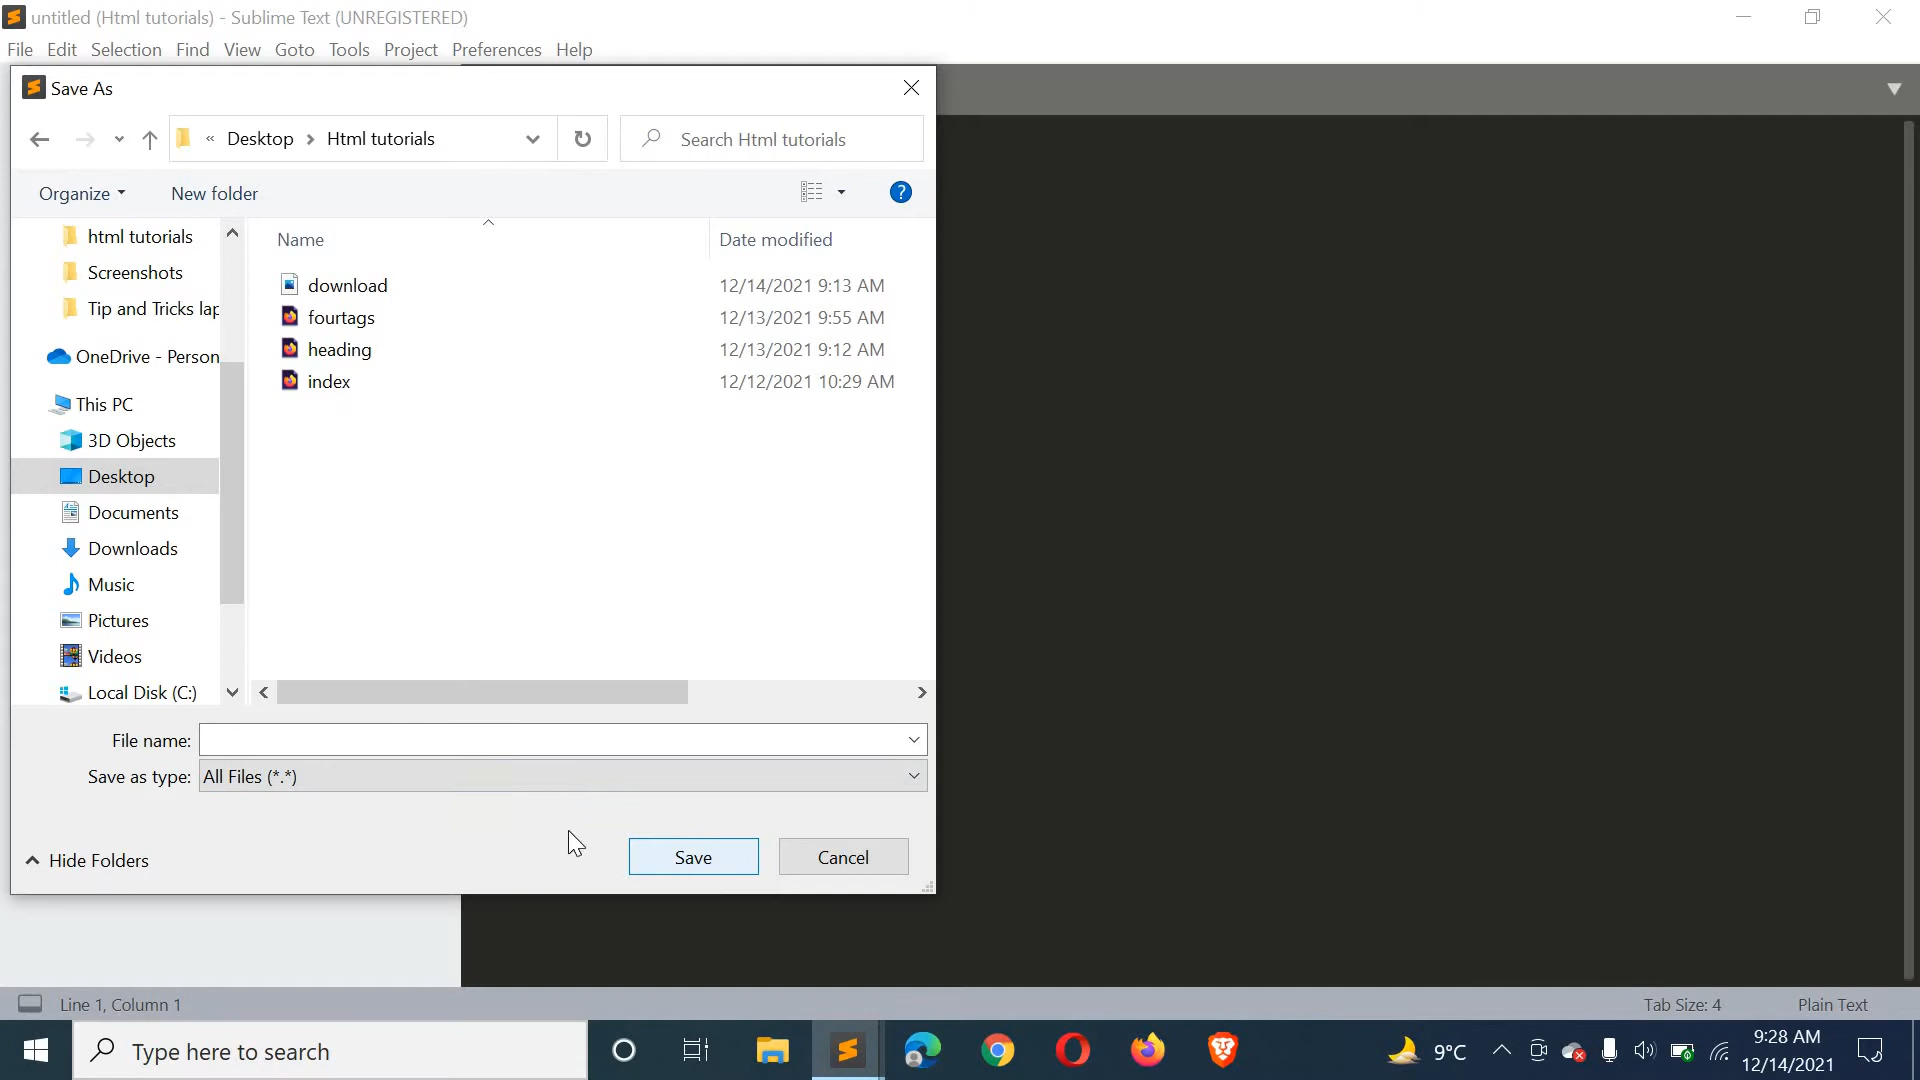 untitled (Html tutorials) - Sublime Text (UNREGISTERED)
File Edit Selection Find View Goto Tools Project Preferences Help
Save As
« Desktop > Html tutorials
Search Html tutorials
Organize New folder
?
html tutorials
Screenshots
Tip and Tricks lap
OneDrive - Person
This PC
3D Objects
Desktop
Documents
Downloads
Music
Pictures
Videos
Local Disk (C:)
Name Date modified
download 12/14/2021 9:13 AM
fourtags 12/13/2021 9:55 AM
heading 12/13/2021 9:12 AM
index 12/12/2021 10:29 AM
File name:
Save as type: All Files (*.*)
Hide Folders Save Cancel
Line 1, Column 1 Tab Size: 4 Plain Text
Type here to search
9°C
9:28 AM
12/14/2021